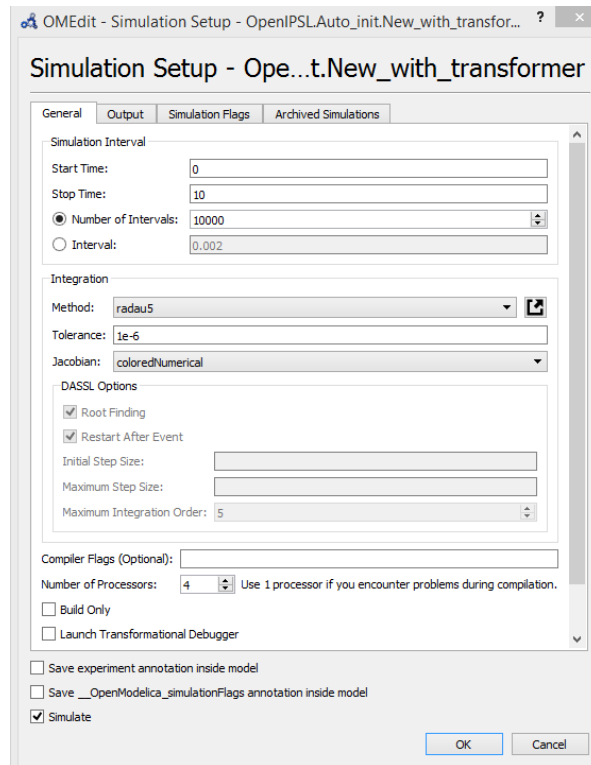 OMEdit - Simulation Setup - OpenIPSL.Auto_init.New_with_transfor... ?
Simulation Setup - Ope...t.New_with_transformer
General Output Simulation Flags Archived Simulations
Simulation Interval
Start Time: 0
Stop Time: 10
Number of Intervals: 10000
Interval: 0.002
Integration
Method: radau5
Tolerance: 1e-6
Jacobian: coloredNumerical
DASSL Options
Root Finding
Restart After Event
Initial Step Size:
Maximum Step Size:
Maximum Integration Order: 5
Compiler Flags (Optional):
Number of Processors: 4 Use 1 processor if you encounter problems during compilation.
Build Only
Launch Transformational Debugger
Save experiment annotation inside model
Save __OpenModelica_simulationFlags annotation inside model
Simulate
OK Cancel